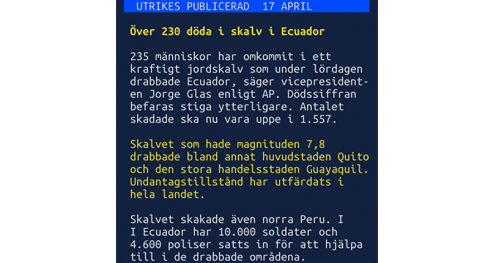 UTRIKES PUBLICERAD 17 APRIL
Över 230 döda i skalv i Ecuador
235 människor har omkommit i ett
kraftigt jordskalv som under lördagen
drabbade Ecuador, säger vicepresident-
en Jorge Glas enligt AP. Dödssiffran
befaras stiga ytterligare. Antalet
skadade ska nu vara uppe i 1.557.
Skalvet som hade magnituden 7,8
drabbade bland annat huvudstaden Quito
och den stora handelsstaden Guayaquil.
Undantagstillstånd har utfärdats i
hela landet.
Skalvet skakade även norra Peru. I
I Ecuador har 10.000 soldater och
4.600 poliser satts in för att hjälpa
till i de drabbade områdena.